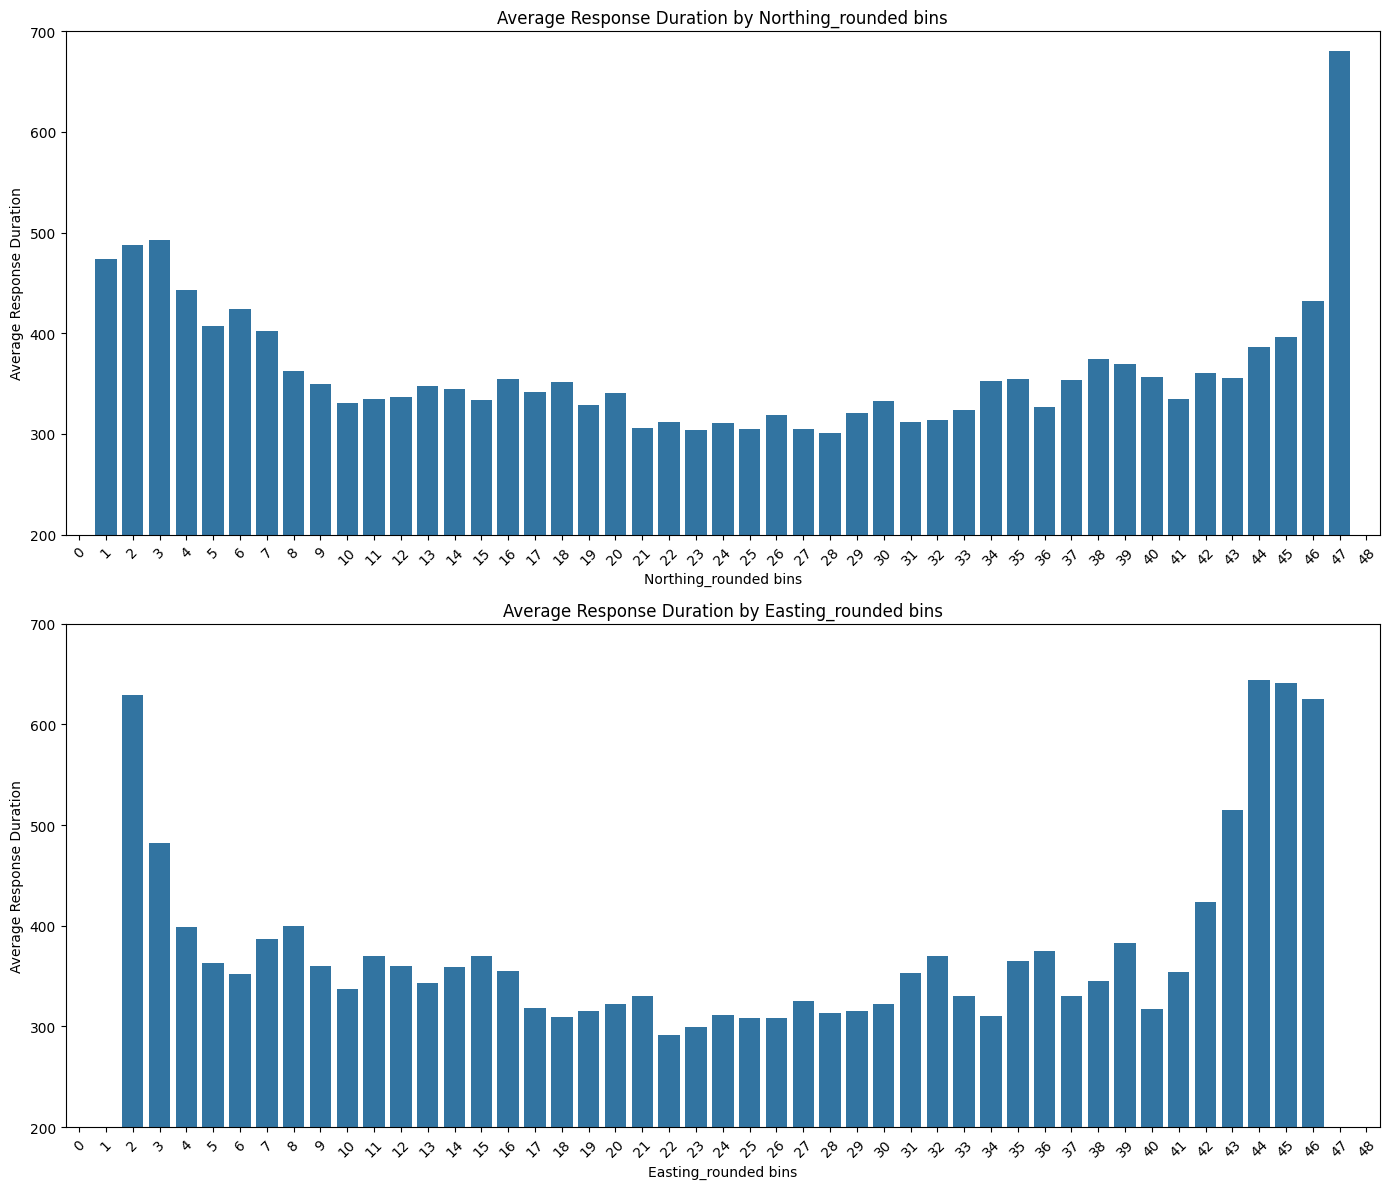 Average Response Duration by Northing_rounded bins
700
600
500
400
300
200
Average Response Duration
0 1 2 3 4 5 6 7 8 9 10 11 12 13 14 15 16 17 18 19 20 21 22 23 24 25 26 27 28 29 30 31 32 33 34 35 36 37 38 39 40 41 42 43 44 45 46 47 48
Northing_rounded bins
Average Response Duration by Easting_rounded bins
700
600
500
400
300
200
Average Response Duration
0 1 2 3 4 5 6 7 8 9 10 11 12 13 14 15 16 17 18 19 20 21 22 23 24 25 26 27 28 29 30 31 32 33 34 35 36 37 38 39 40 41 42 43 44 45 46 47 48
Easting_rounded bins